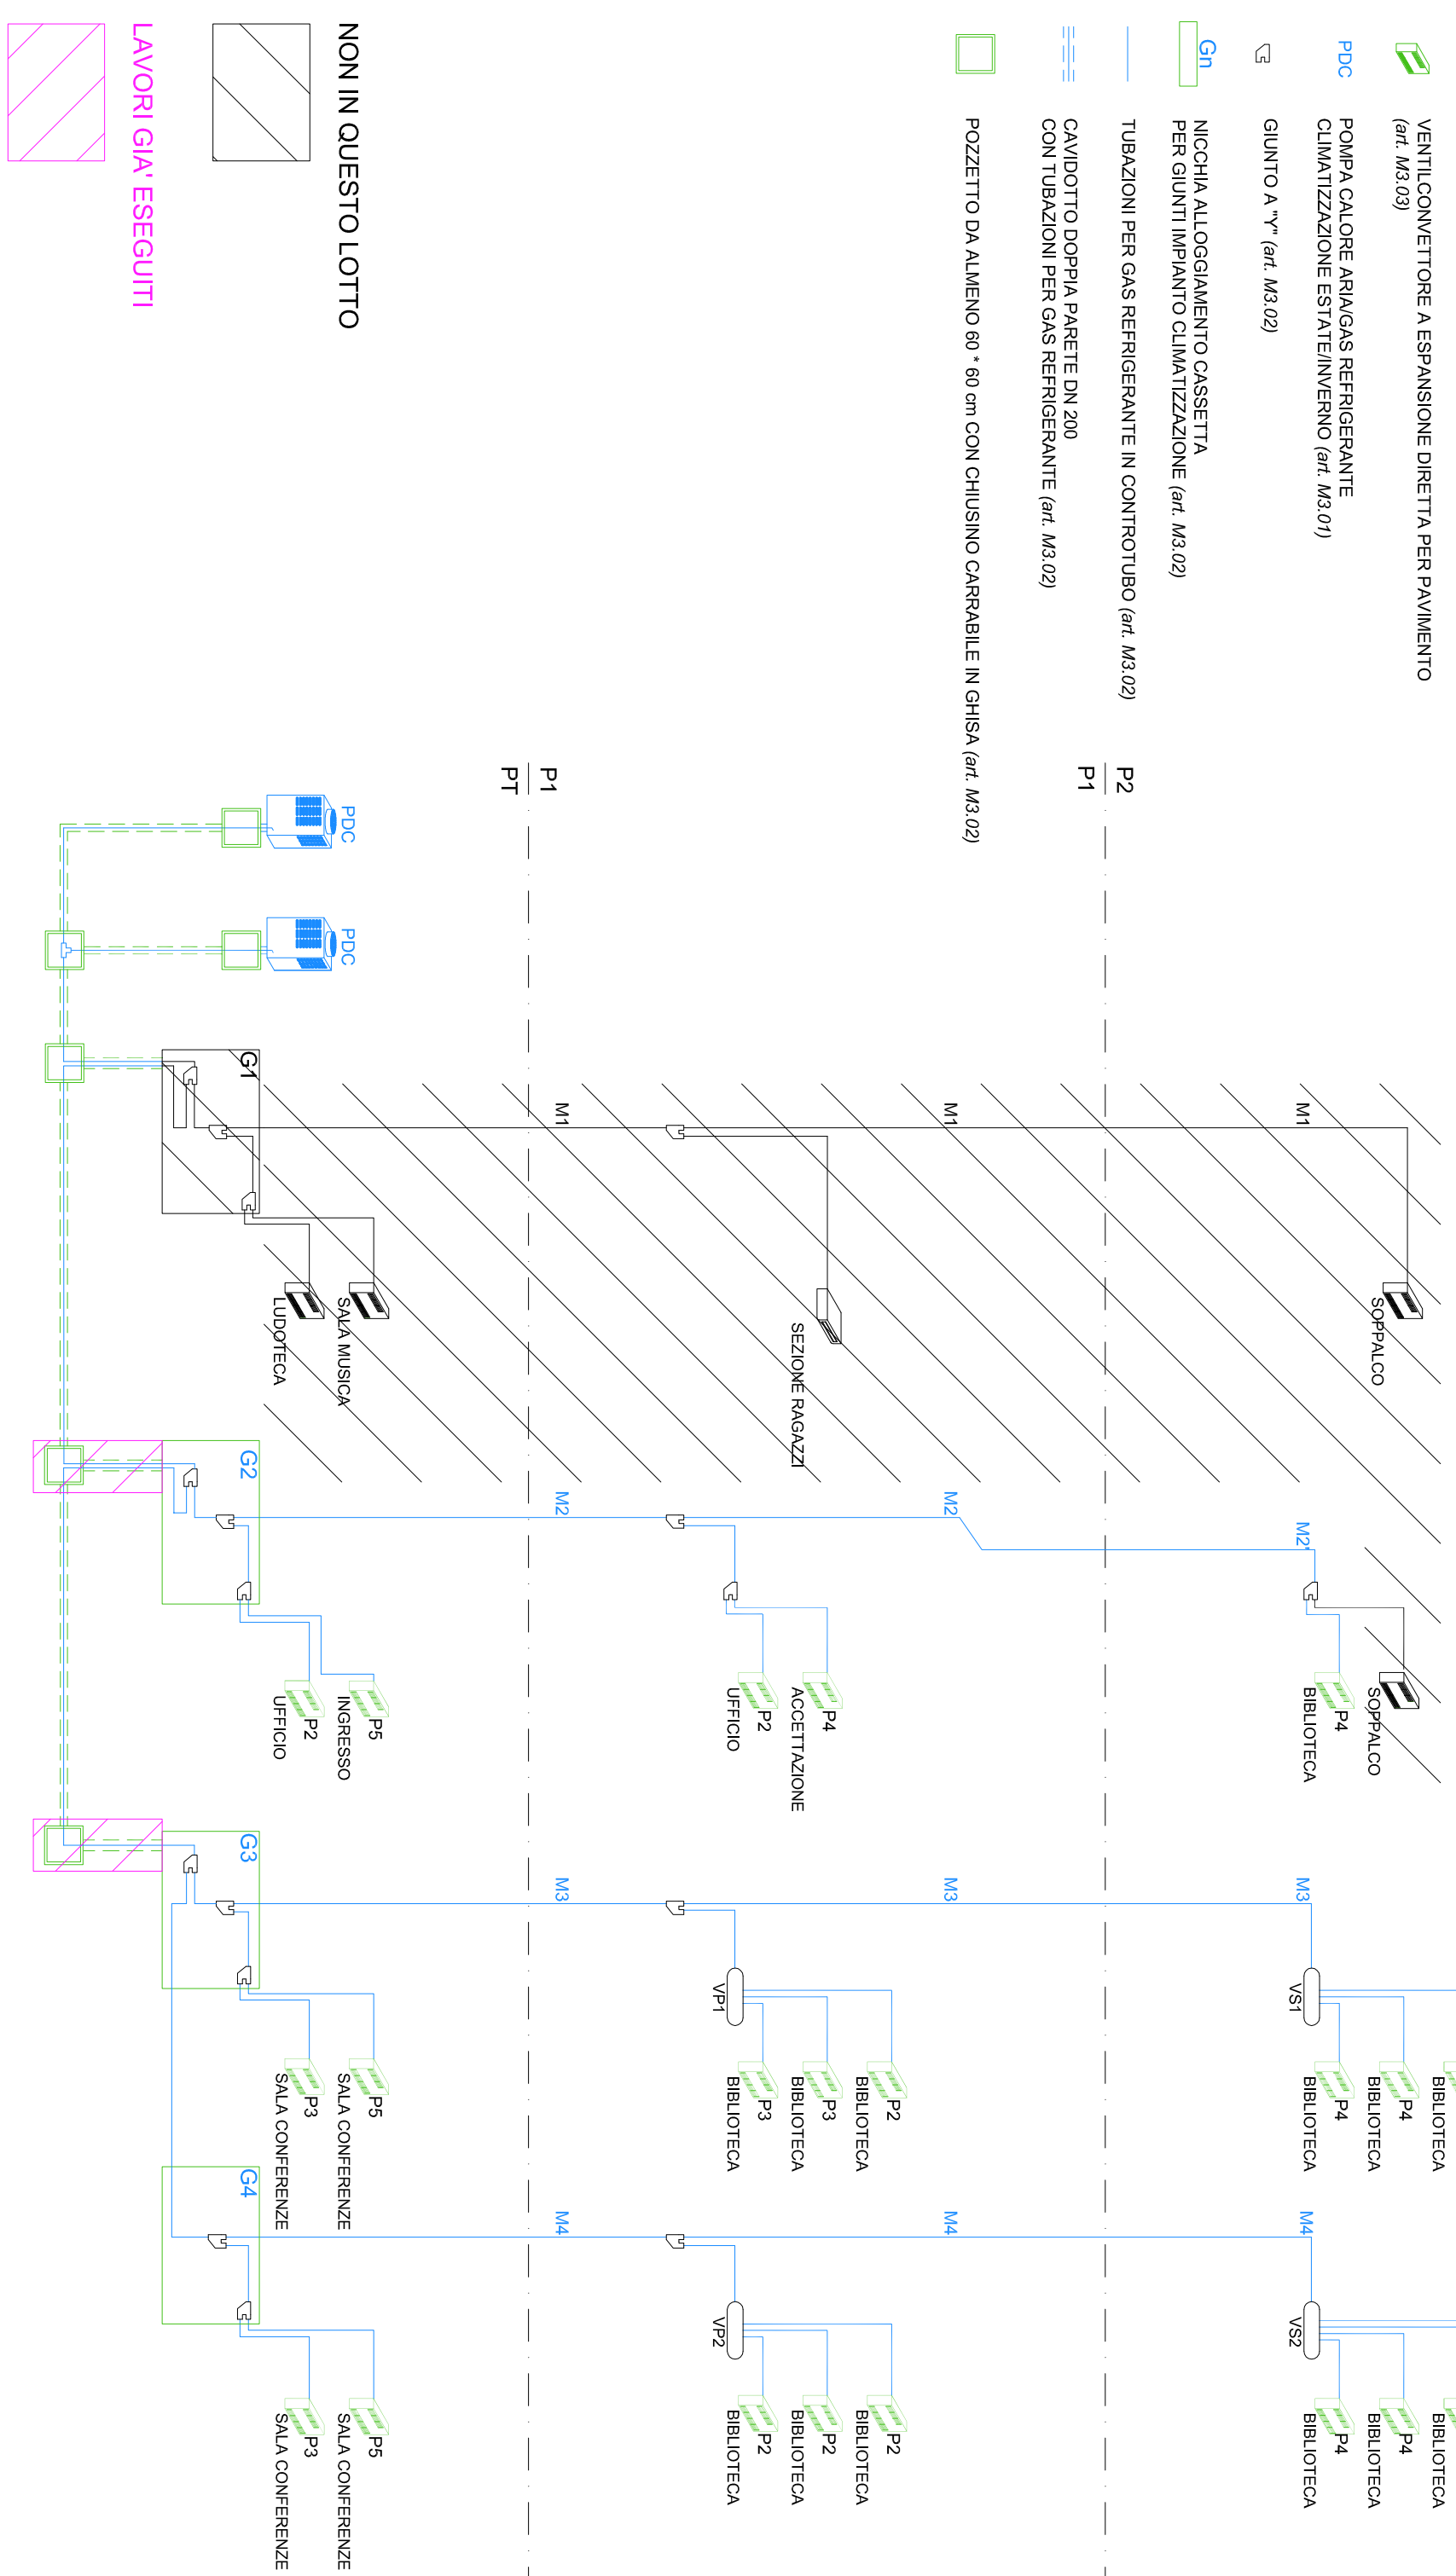 VENTILCONVETTORE A ESPANSIONE DIRETTA PER PAVIMENTO
(art. M3.03)
PDC
POMPA CALORE ARIA/GAS REFRIGERANTE
CLIMATIZZAZIONE ESTATE/INVERNO (art. M3.01)
GIUNTO A "Y" (art. M3.02)
Gn
NICCHIA ALLOGGIAMENTO CASSETTA
PER GIUNTI IMPIANTO CLIMATIZZAZIONE (art. M3.02)
TUBAZIONI PER GAS REFRIGERANTE IN CONTROTUBO (art. M3.02)
CAVIDOTTO DOPPIA PARETE DN 200
CON TUBAZIONI PER GAS REFRIGERANTE (art. M3.02)
POZZETTO DA ALMENO 60 * 60 cm CON CHIUSINO CARRABILE IN GHISA (art. M3.02)
NON IN QUESTO LOTTO
LAVORI GIA' ESEGUITI
P2
P1
P1
PT
PDC
PDC
M1
M1
M1
SOPPALCO
SEZIONE RAGAZZI
SALA MUSICA
LUDOTECA
G1
M2'
M2
M2
SOPPALCO
P4
BIBLIOTECA
P4
ACCETTAZIONE
P2
UFFICIO
P5
INGRESSO
P2
UFFICIO
G2
M3
M3
M3
VS1
BIBLIOTECA
P4
BIBLIOTECA
P4
BIBLIOTECA
VP1
P2
BIBLIOTECA
P3
BIBLIOTECA
P3
BIBLIOTECA
P5
SALA CONFERENZE
P3
SALA CONFERENZE
G3
M4
M4
M4
VS2
BIBLIOTECA
P4
BIBLIOTECA
P4
BIBLIOTECA
VP2
P2
BIBLIOTECA
P2
BIBLIOTECA
P2
BIBLIOTECA
P5
SALA CONFERENZE
P3
SALA CONFERENZE
G4